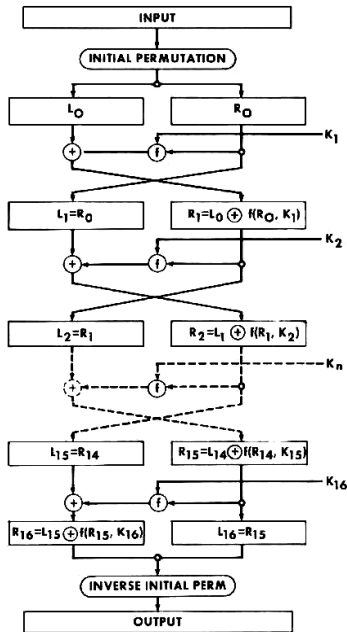 INPUT
INITIAL PERMUTATION
L₀ R₀
+ f K₁
L₁=R₀ R₁=L₀ ⊕ f(R₀, K₁)
+ f K₂
L₂=R₁ R₂=L₁ ⊕ f(R₁, K₂)
+ f Kn
L₁₅=R₁₄ R₁₅=L₁₄ ⊕ f(R₁₄, K₁₅)
+ f K₁₆
R₁₆=L₁₅ ⊕ f(R₁₅, K₁₆) L₁₆=R₁₅
INVERSE INITIAL PERM
OUTPUT